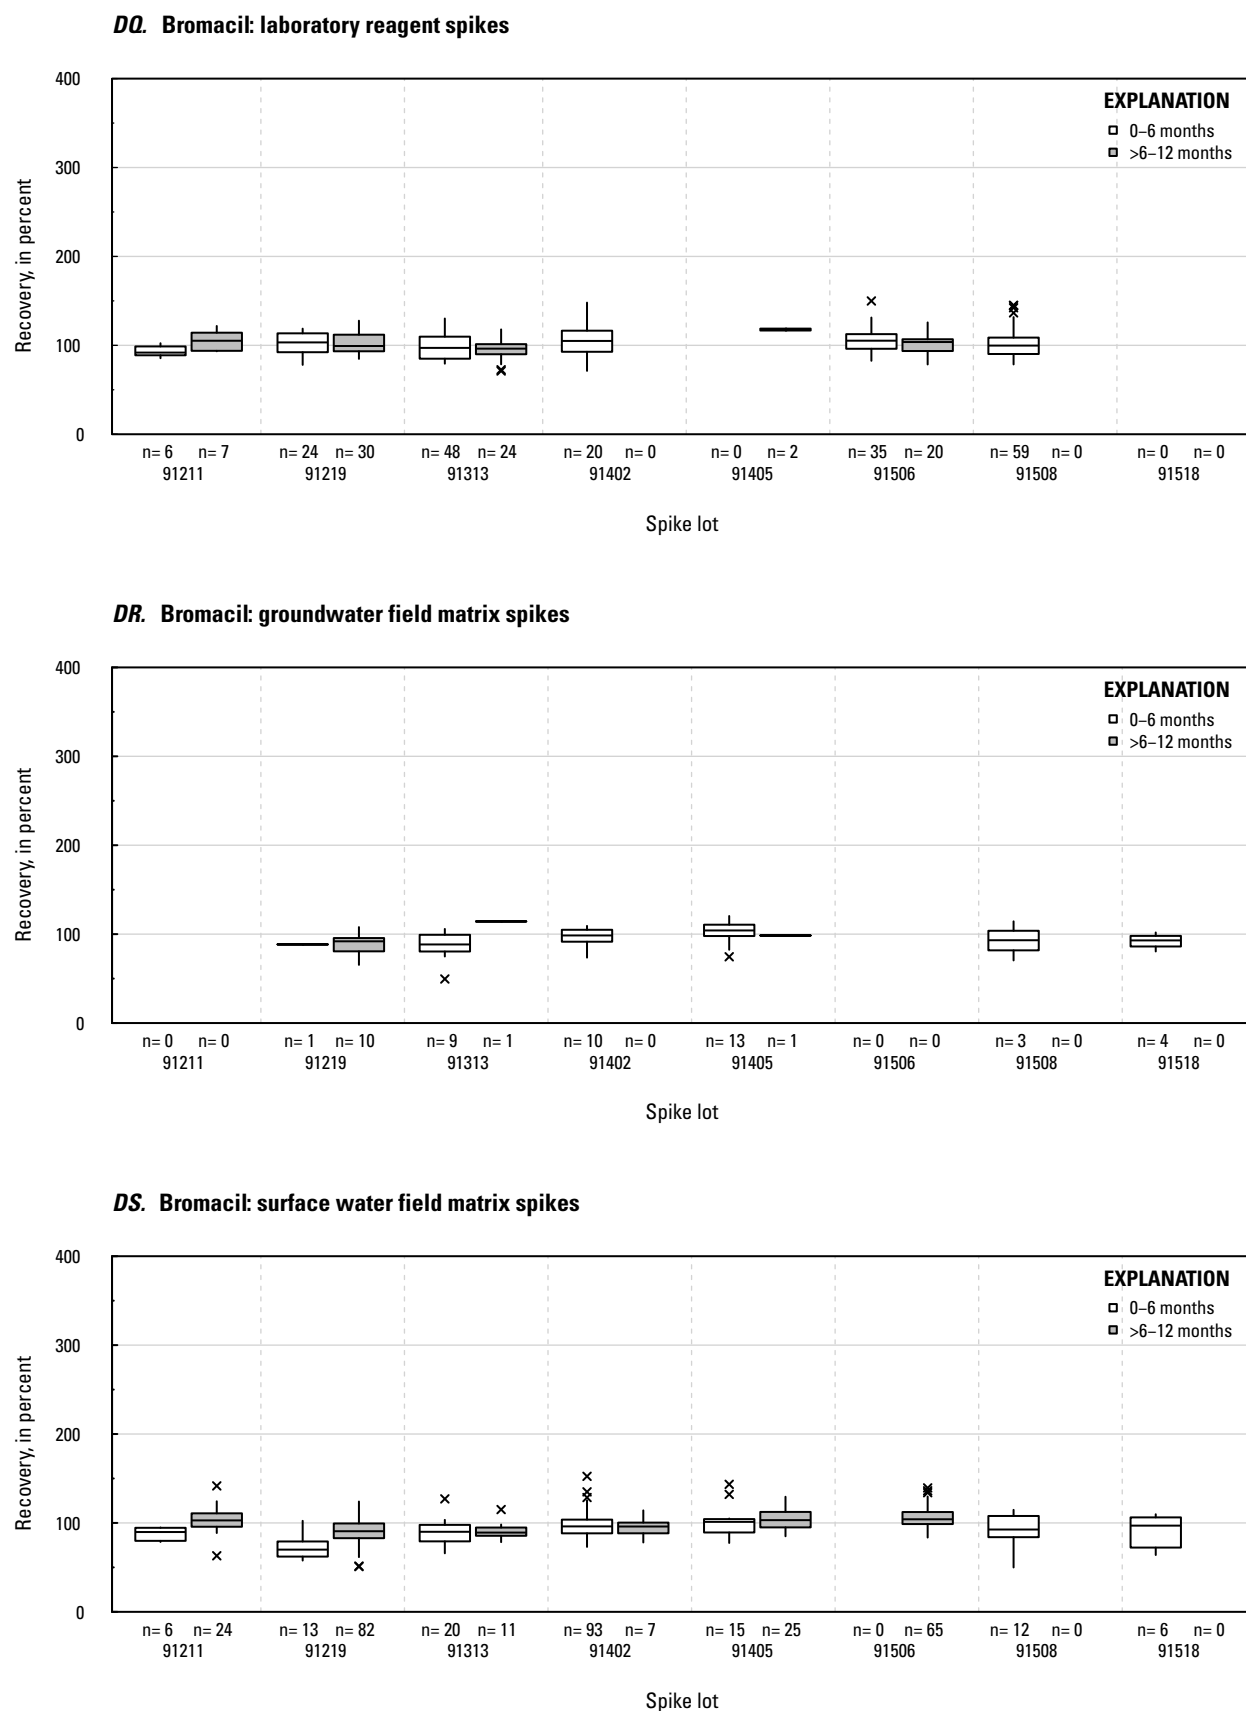 DQ. Bromacil: laboratory reagent spikes
400
300
200
100
0
Recovery, in percent
EXPLANATION
0–6 months
>6–12 months
n= 6 n= 7 n= 24 n= 30 n= 48 n= 24 n= 20 n= 0 n= 0 n= 2 n= 35 n= 20 n= 59 n= 0 n= 0 n= 0
91211 91219 91313 91402 91405 91506 91508 91518
Spike lot
DR. Bromacil: groundwater field matrix spikes
400
300
200
100
0
Recovery, in percent
EXPLANATION
0–6 months
>6–12 months
n= 0 n= 0 n= 1 n= 10 n= 9 n= 1 n= 10 n= 0 n= 13 n= 1 n= 0 n= 0 n= 3 n= 0 n= 4 n= 0
91211 91219 91313 91402 91405 91506 91508 91518
Spike lot
DS. Bromacil: surface water field matrix spikes
400
300
200
100
0
Recovery, in percent
EXPLANATION
0–6 months
>6–12 months
n= 6 n= 24 n= 13 n= 82 n= 20 n= 11 n= 93 n= 7 n= 15 n= 25 n= 0 n= 65 n= 12 n= 0 n= 6 n= 0
91211 91219 91313 91402 91405 91506 91508 91518
Spike lot